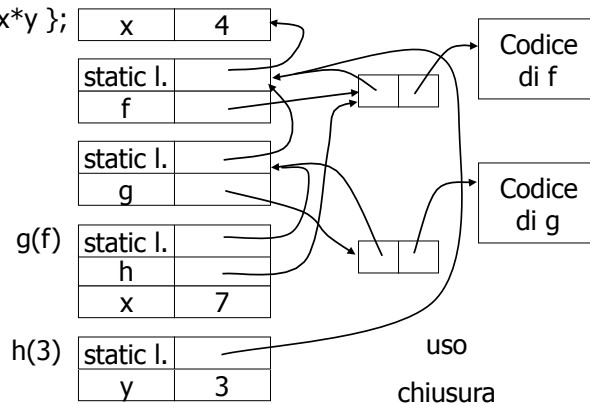 x*y };
x 4
static l.
f
static l.
g
g(f)
static l.
h
x 7
h(3)
static l.
y 3
Codice
di f
Codice
di g
uso
chiusura